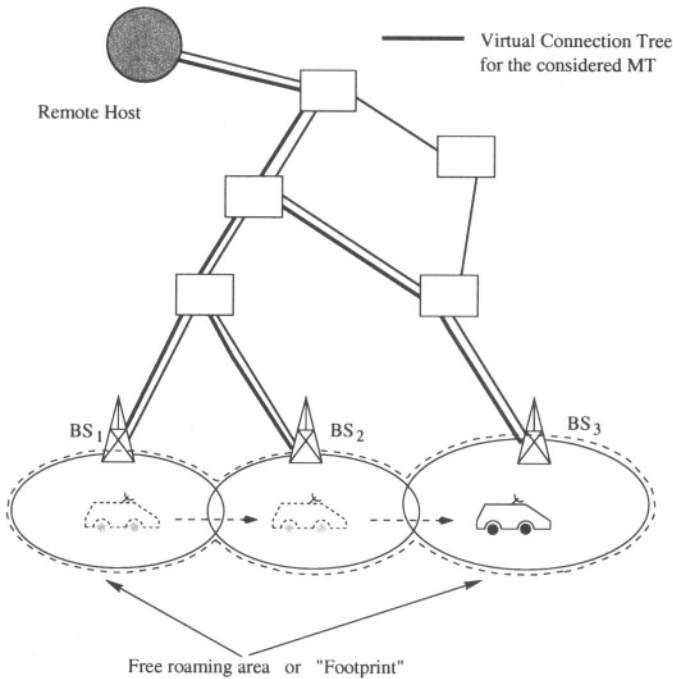 Virtual Connection Tree
for the considered MT
Remote Host
BS1
BS2
BS3
Free roaming area or "Footprint"